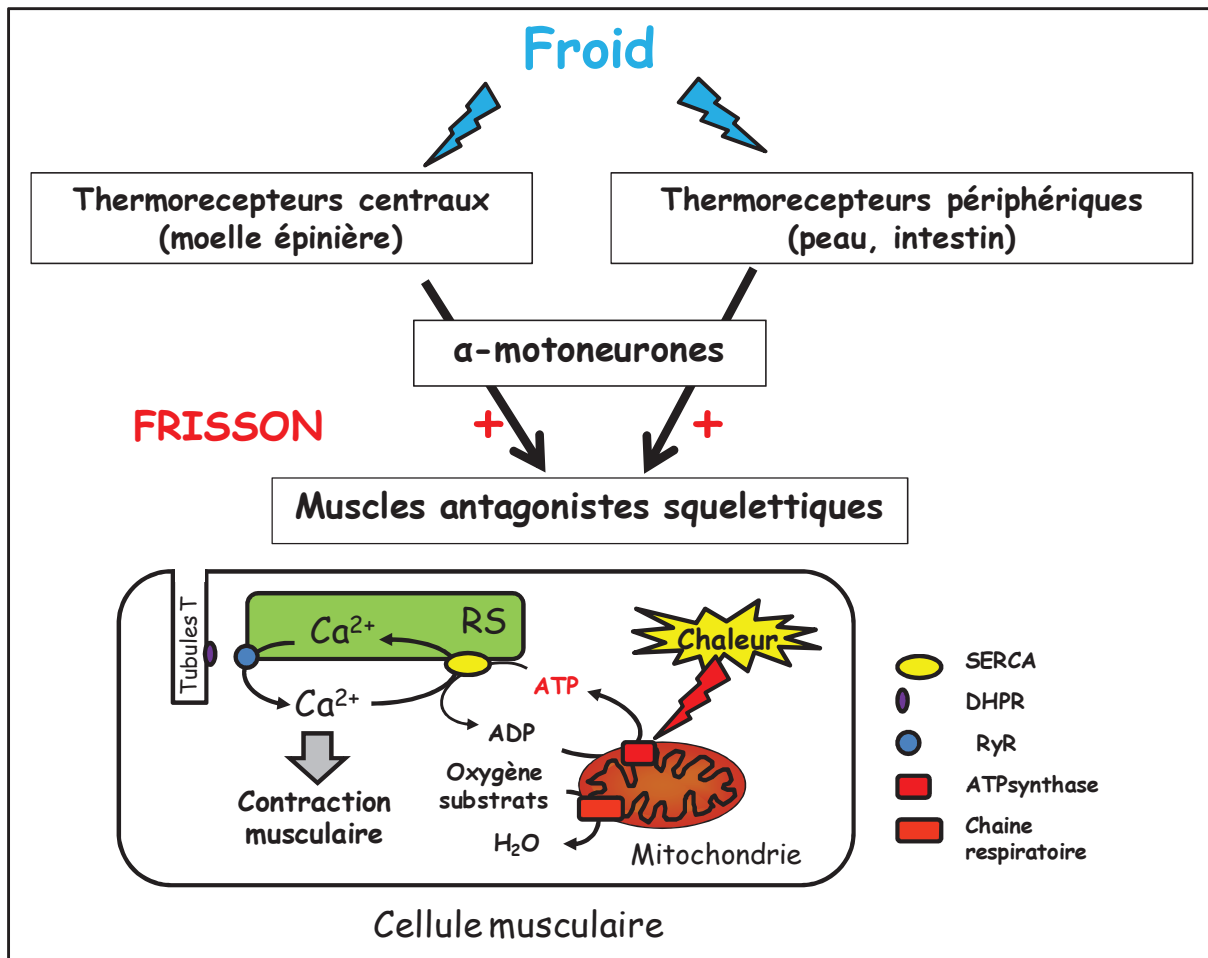 Froid
Thermorecepteurs centraux
(moelle épinière)
Thermorecepteurs périphériques
(peau, intestin)
α-motoneurones
FRISSON
+
+
Muscles antagonistes squelettiques
Tubules T
Ca²⁺
RS
Ca²⁺
Contraction
musculaire
ATP
ADP
Oxygène
substrats
H₂O
Chaleur
Mitochondrie
SERCA
DHPR
RyR
ATPsynthase
Chaine
respiratoire
Cellule musculaire